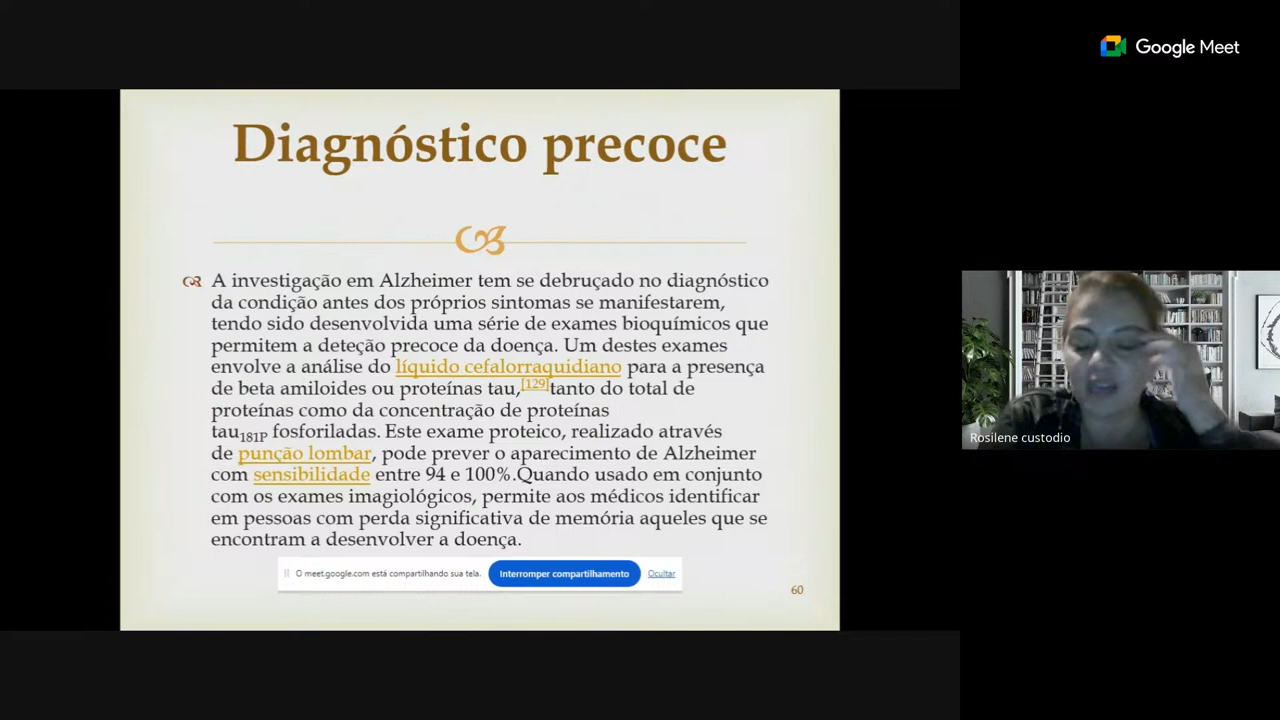 Google Meet
Diagnóstico precoce
A investigação em Alzheimer tem se debruçado no diagnóstico
da condição antes dos próprios sintomas se manifestarem,
tendo sido desenvolvida uma série de exames bioquímicos que
permitem a deteção precoce da doença. Um destes exames
envolve a análise do líquido cefalorraquidiano para a presença
de beta amiloides ou proteínas tau,[129]tanto do total de
proteínas como da concentração de proteínas
tau181P fosforiladas. Este exame proteico, realizado através
de punção lombar, pode prever o aparecimento de Alzheimer
com sensibilidade entre 94 e 100%.Quando usado em conjunto
com os exames imagiológicos, permite aos médicos identificar
em pessoas com perda significativa de memória aqueles que se
encontram a desenvolver a doença.
O meet.google.com está compartilhando sua tela. Interromper compartilhamento Ocultar
60
Rosilene custodio